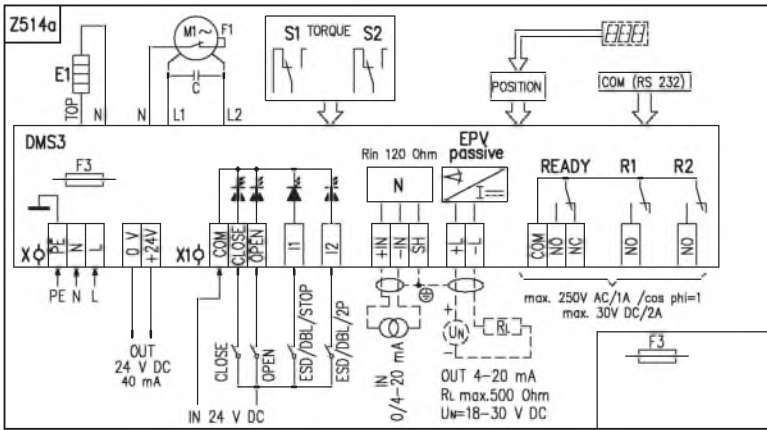 Z514a
E1
TOP
N
N
M1~
F1
C
L1
L2
S1 TORQUE S2
POSITION
COM (RS 232)
DMS3
F3
Rin 120 Ohm
N
EPV
passive
I
READY
R1
R2
X
PE
N
L
0 V
+24V
X1
COM
CLOSE
OPEN
I1
I2
+IN
-IN
SH
+L
-L
COM
NO
NC
NO
NO
PE N L
OUT
24 V DC
40 mA
CLOSE
OPEN
ESD/DBL/STOP
ESD/DBL/2P
IN 24 V DC
IN
0/4-20 mA
+
UN
-
RL
OUT 4-20 mA
RL max.500 Ohm
UN=18-30 V DC
max. 250V AC/1A /cos phi=1
max. 30V DC/2A
F3